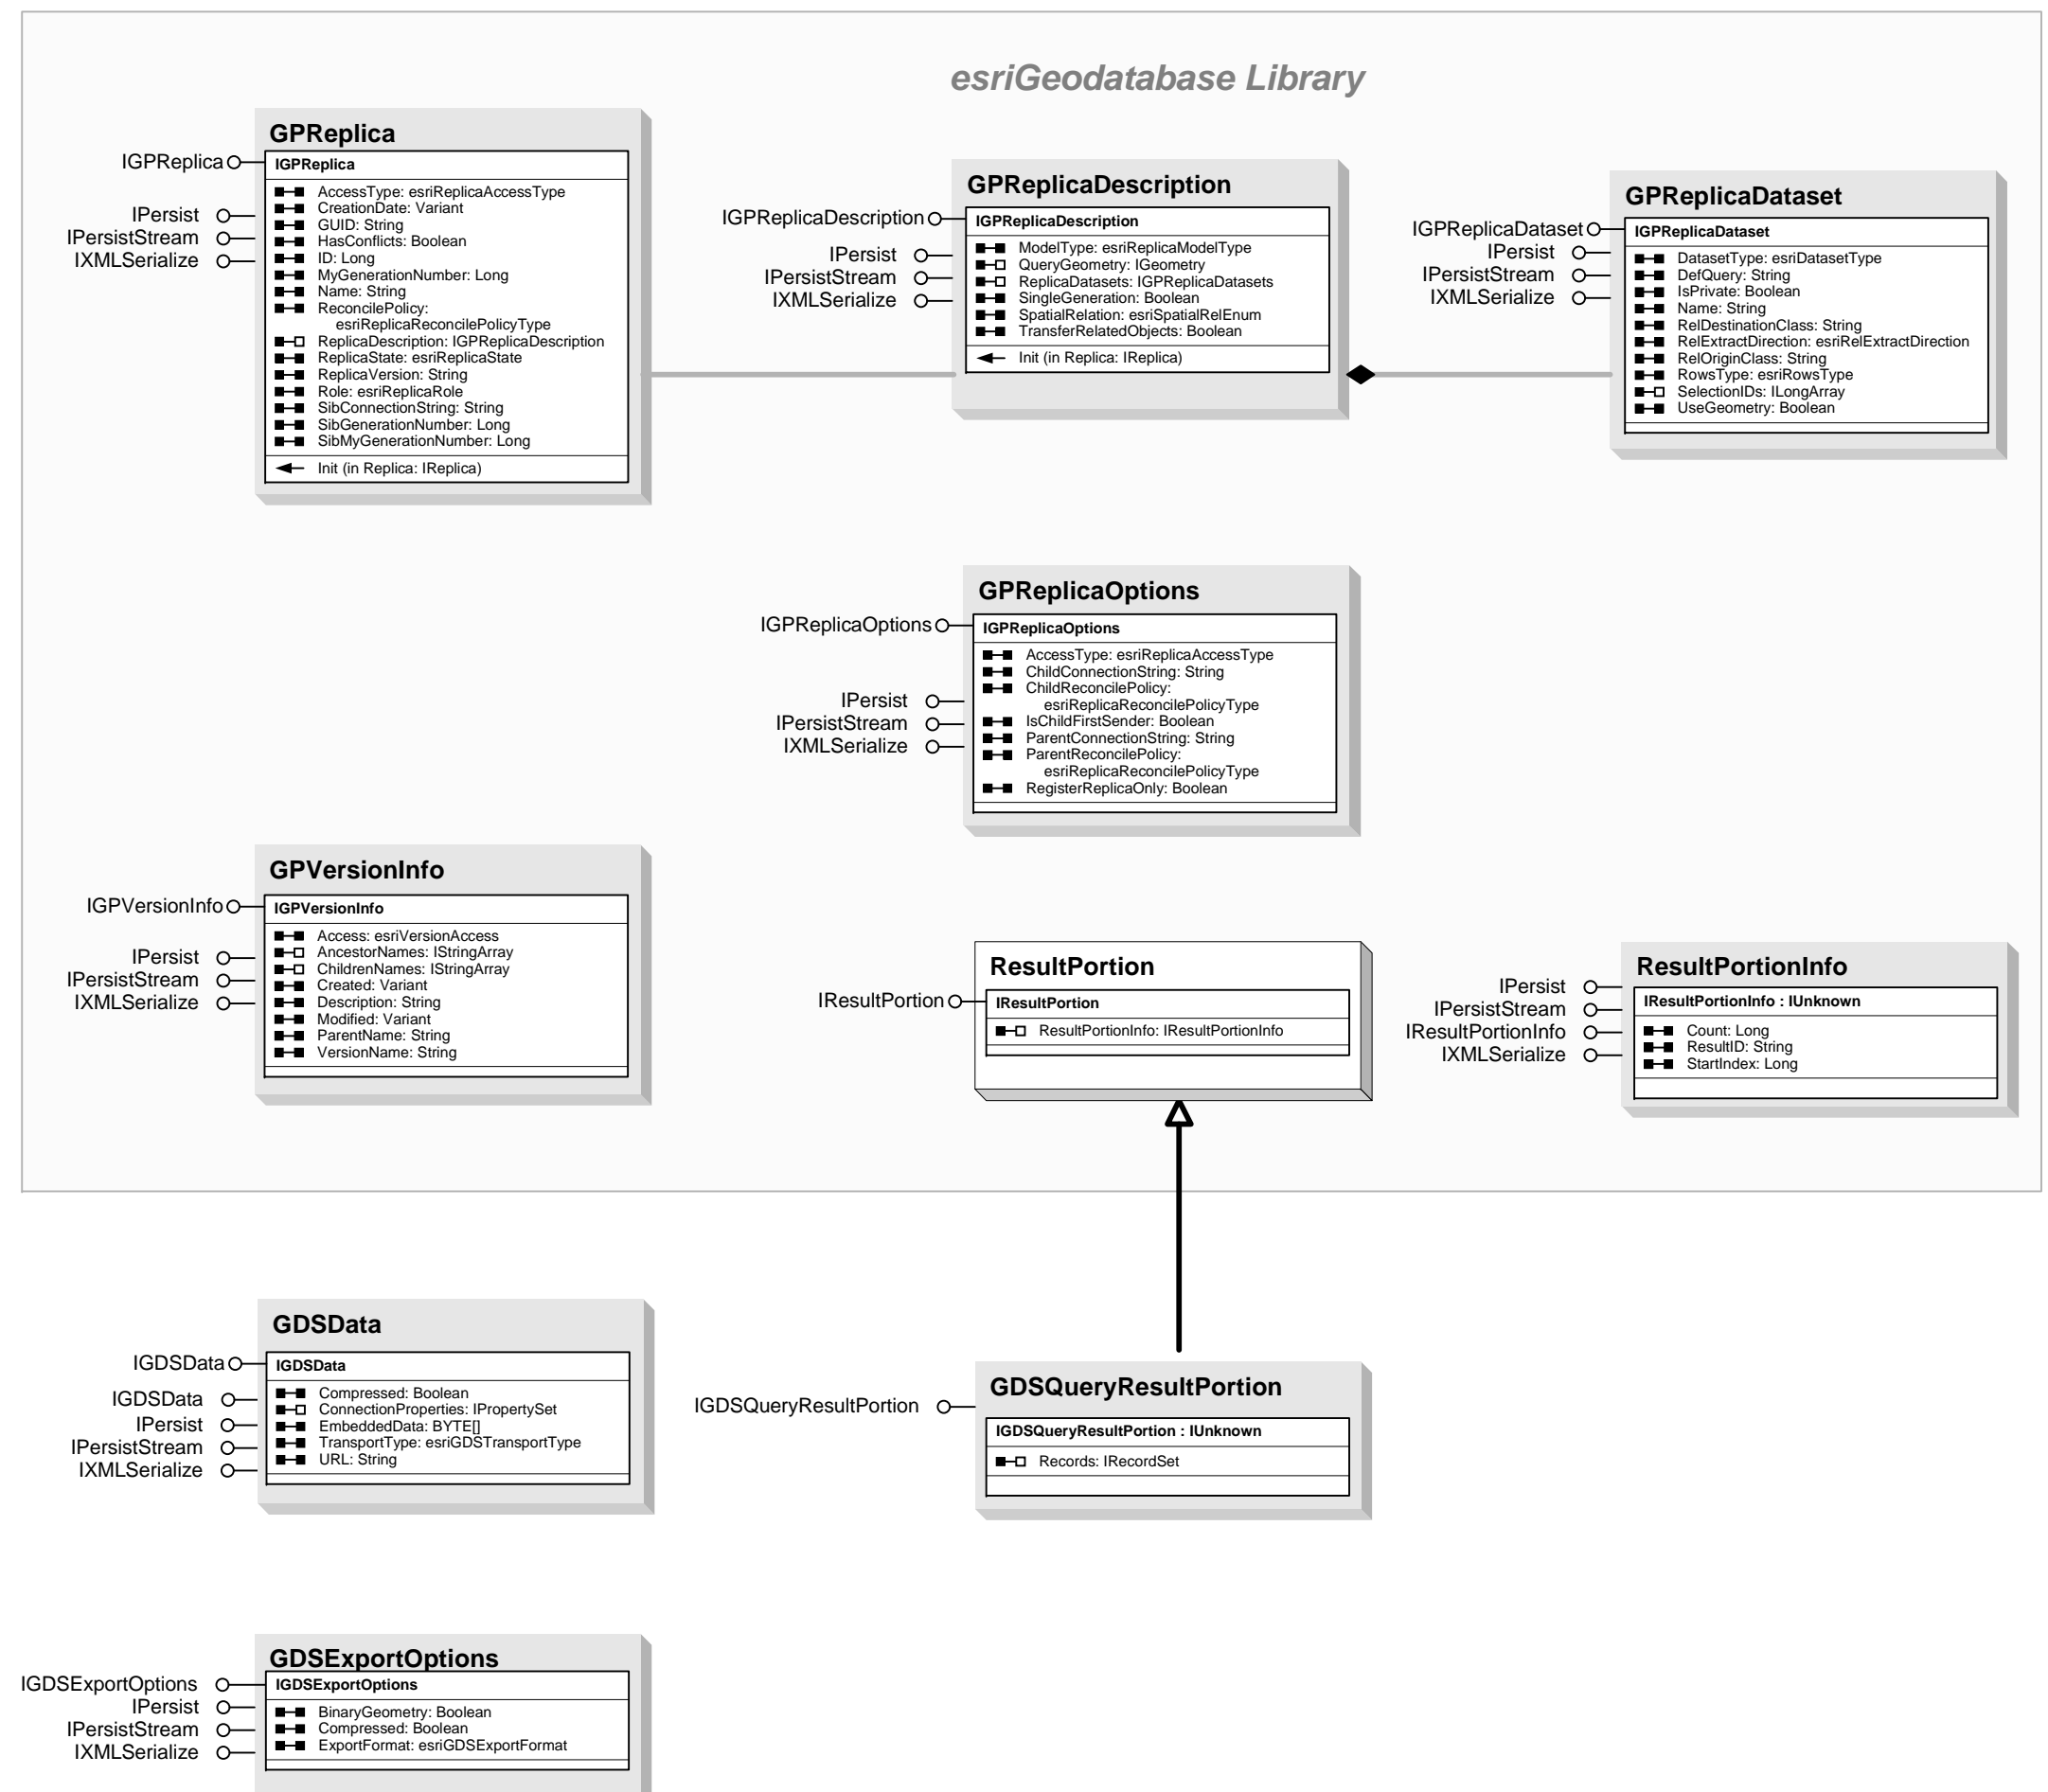 esriGeodatabase Library
GPReplica
IGPReplica
IGPReplica
IPersist
IPersistStream
IXMLSerialize
AccessType: esriReplicaAccessType
CreationDate: Variant
GUID: String
HasConflicts: Boolean
ID: Long
MyGenerationNumber: Long
Name: String
ReconcilePolicy:
esriReplicaReconcilePolicyType
ReplicaDescription: IGPReplicaDescription
ReplicaState: esriReplicaState
ReplicaVersion: String
Role: esriReplicaRole
SibConnectionString: String
SibGenerationNumber: Long
SibMyGenerationNumber: Long
Init (in Replica: IReplica)
GPReplicaDescription
IGPReplicaDescription
IGPReplicaDescription
IPersist
IPersistStream
IXMLSerialize
ModelType: esriReplicaModelType
QueryGeometry: IGeometry
ReplicaDatasets: IGPReplicaDatasets
SingleGeneration: Boolean
SpatialRelation: esriSpatialRelEnum
TransferRelatedObjects: Boolean
Init (in Replica: IReplica)
GPReplicaDataset
IGPReplicaDataset
IGPReplicaDataset
IPersist
IPersistStream
IXMLSerialize
DatasetType: esriDatasetType
DefQuery: String
IsPrivate: Boolean
Name: String
RelDestinationClass: String
RelExtractDirection: esriRelExtractDirection
RelOriginClass: String
RowsType: esriRowsType
SelectionIDs: ILongArray
UseGeometry: Boolean
GPReplicaOptions
IGPReplicaOptions
IGPReplicaOptions
IPersist
IPersistStream
IXMLSerialize
AccessType: esriReplicaAccessType
ChildConnectionString: String
ChildReconcilePolicy:
esriReplicaReconcilePolicyType
IsChildFirstSender: Boolean
ParentConnectionString: String
ParentReconcilePolicy:
esriReplicaReconcilePolicyType
RegisterReplicaOnly: Boolean
GPVersionInfo
IGPVersionInfo
IGPVersionInfo
IPersist
IPersistStream
IXMLSerialize
Access: esriVersionAccess
AncestorNames: IStringArray
ChildrenNames: IStringArray
Created: Variant
Description: String
Modified: Variant
ParentName: String
VersionName: String
ResultPortion
IResultPortion
IResultPortion
ResultPortionInfo: IResultPortionInfo
ResultPortionInfo
IPersist
IPersistStream
IResultPortionInfo
IXMLSerialize
IResultPortionInfo : IUnknown
Count: Long
ResultID: String
StartIndex: Long
GDSData
IGDSData
IGDSData
IGDSData
IPersist
IPersistStream
IXMLSerialize
Compressed: Boolean
ConnectionProperties: IPropertySet
EmbeddedData: BYTE[]
TransportType: esriGDSTransportType
URL: String
GDSQueryResultPortion
IGDSQueryResultPortion
IGDSQueryResultPortion : IUnknown
Records: IRecordSet
GDSExportOptions
IGDSExportOptions
IPersist
IPersistStream
IXMLSerialize
IGDSExportOptions
BinaryGeometry: Boolean
Compressed: Boolean
ExportFormat: esriGDSExportFormat